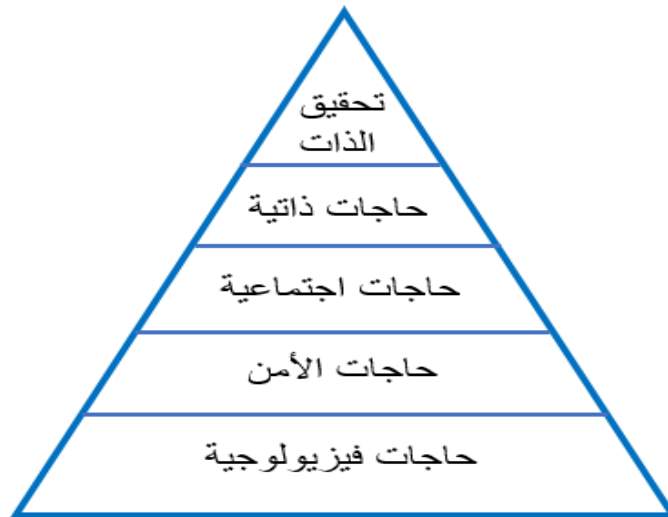 تحقيق
الذات
حاجات ذاتية
حاجات اجتماعية
حاجات الأمن
حاجات فيزيولوجية